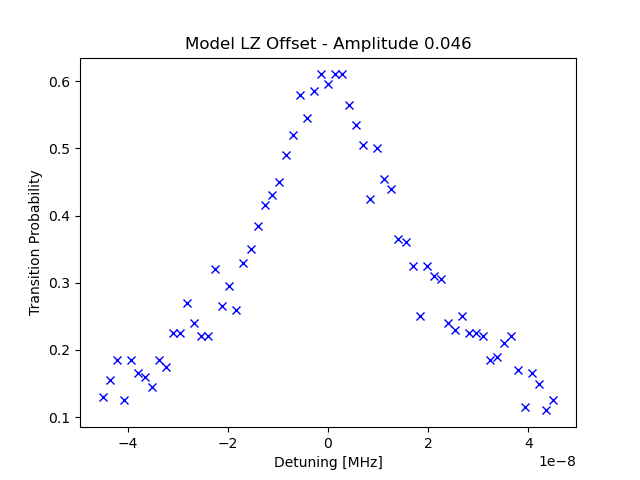 Model LZ Offset - Amplitude 0.046
Transition Probability
0.6
0.5
0.4
0.3
0.2
0.1
−4
−2
0
2
4
1e−8
Detuning [MHz]